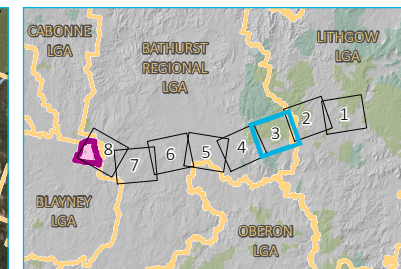 CABONNE
LGA
BATHURST
REGIONAL
LGA
LITHGOW
LGA
1
2
3
4
5
6
7
8
BLAYNEY
LGA
OBERON
LGA